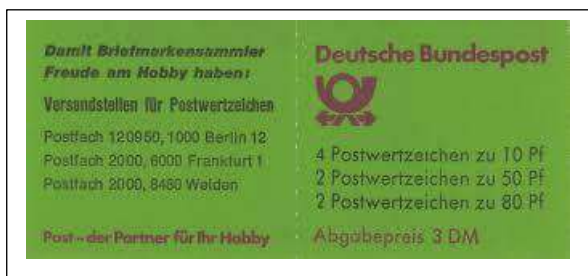 Damit Briefmarkensammler
Freude am Hobby haben:
Versandstellen für Postwertzeichen
Postfach 120950, 1000 Berlin 12
Postfach 2000, 6000 Frankfurt 1
Postfach 2000, 8480 Weiden
Post – der Partner für Ihr Hobby
Deutsche Bundespost
4 Postwertzeichen zu 10 Pf
2 Postwertzeichen zu 50 Pf
2 Postwertzeichen zu 80 Pf
Abgabepreis 3 DM